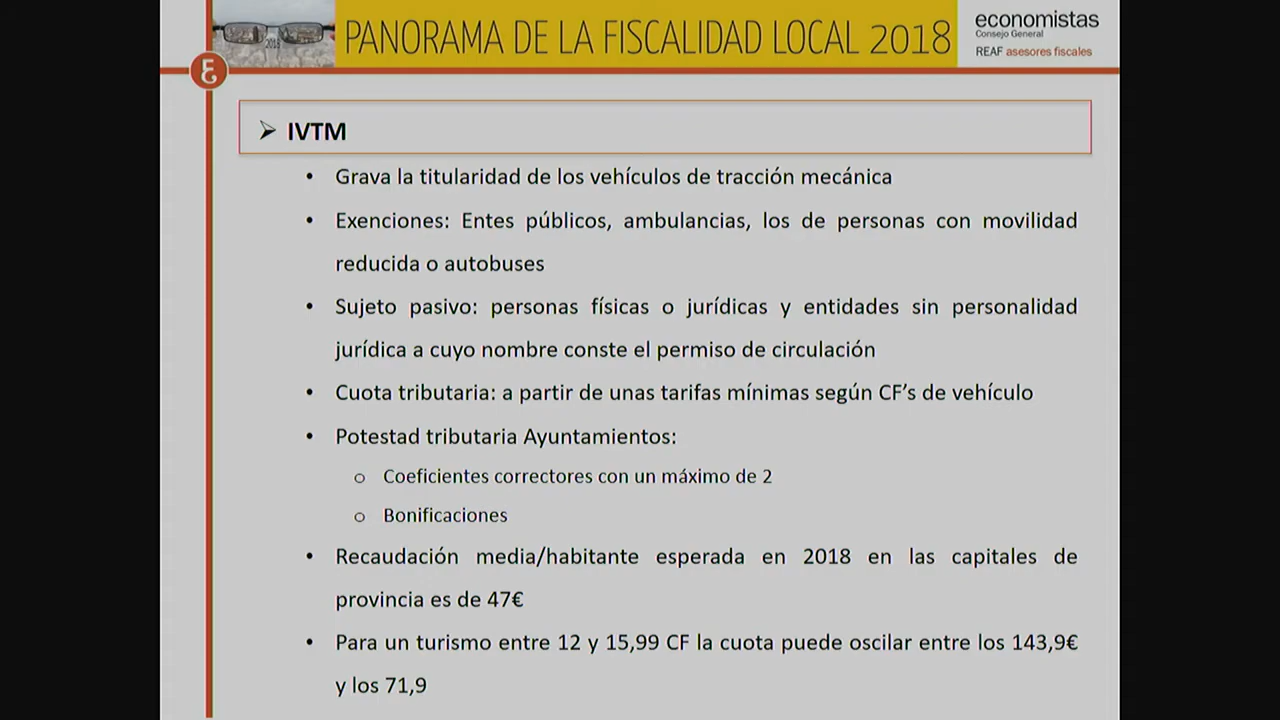 PANORAMA DE LA FISCALIDAD LOCAL 2018
economistas
Consejo General
REAF asesores fiscales
2018
➢ IVTM
• Grava la titularidad de los vehículos de tracción mecánica
• Exenciones: Entes públicos, ambulancias, los de personas con movilidad
reducida o autobuses
• Sujeto pasivo: personas físicas o jurídicas y entidades sin personalidad
jurídica a cuyo nombre conste el permiso de circulación
• Cuota tributaria: a partir de unas tarifas mínimas según CF's de vehículo
• Potestad tributaria Ayuntamientos:
o Coeficientes correctores con un máximo de 2
o Bonificaciones
• Recaudación media/habitante esperada en 2018 en las capitales de
provincia es de 47€
• Para un turismo entre 12 y 15,99 CF la cuota puede oscilar entre los 143,9€
y los 71,9